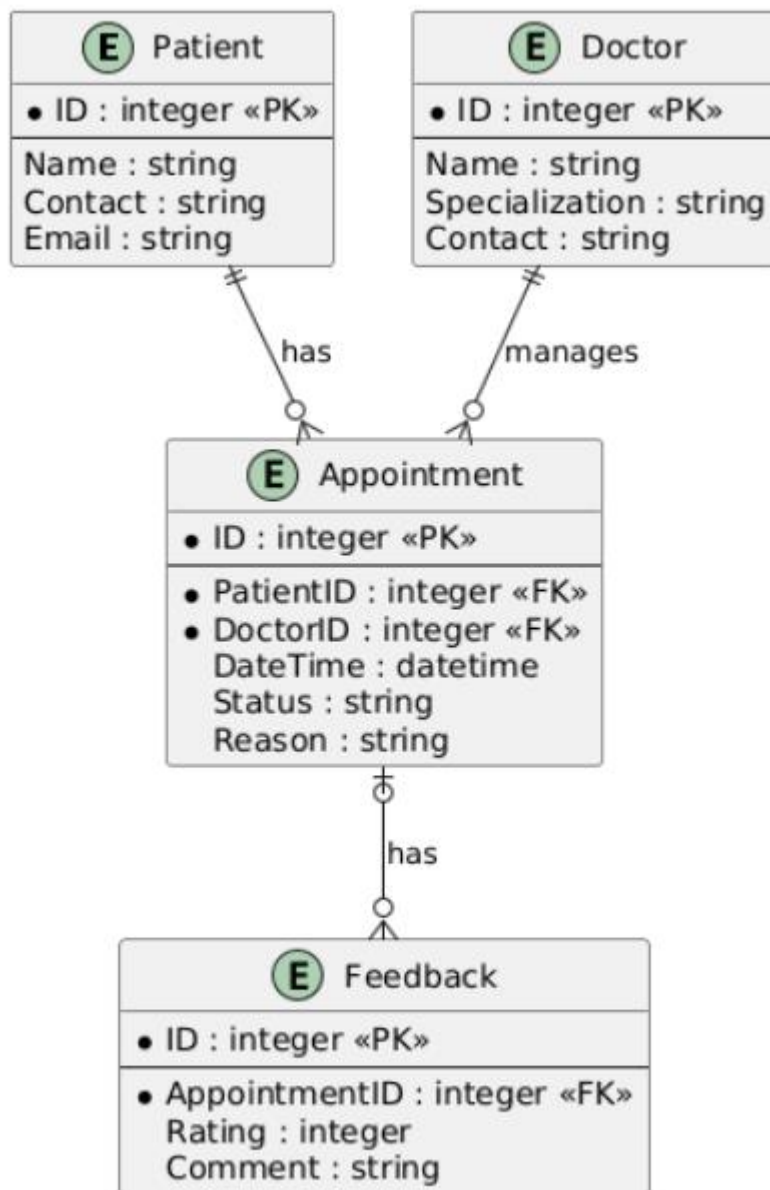 E Patient
• ID : integer «PK»
Name : string
Contact : string
Email : string
E Doctor
• ID : integer «PK»
Name : string
Specialization : string
Contact : string
has
manages
E Appointment
• ID : integer «PK»
• PatientID : integer «FK»
• DoctorID : integer «FK»
DateTime : datetime
Status : string
Reason : string
has
E Feedback
• ID : integer «PK»
• AppointmentID : integer «FK»
Rating : integer
Comment : string